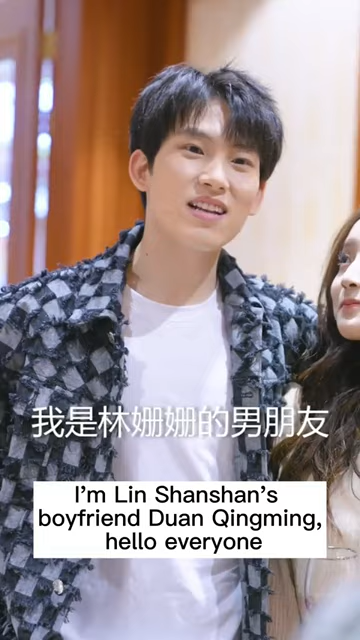 我是林姗姗的男朋友
I'm Lin Shanshan's
boyfriend Duan Qingming,
hello everyone